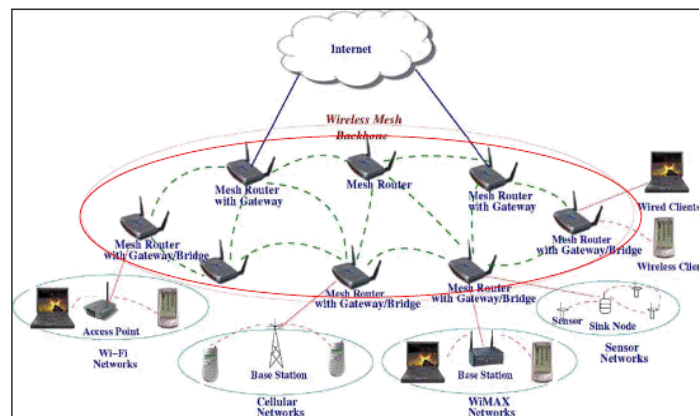 Internet
Wireless Mesh
Backbone
Mesh Router
with Gateway
Mesh Router
Mesh Router
with Gateway
Wired Clients
Mesh Router
with Gateway/Bridge
Mesh Router
with Gateway/Bridge
Wireless Clien
Mesh Router
with Gateway/Bridge
Mesh Router
with Gateway/Bridge
Access Point
Wi-Fi
Networks
Base Station
Cellular
Networks
Base Station
WiMAX
Networks
Sensor
Sink Node
Sensor
Networks